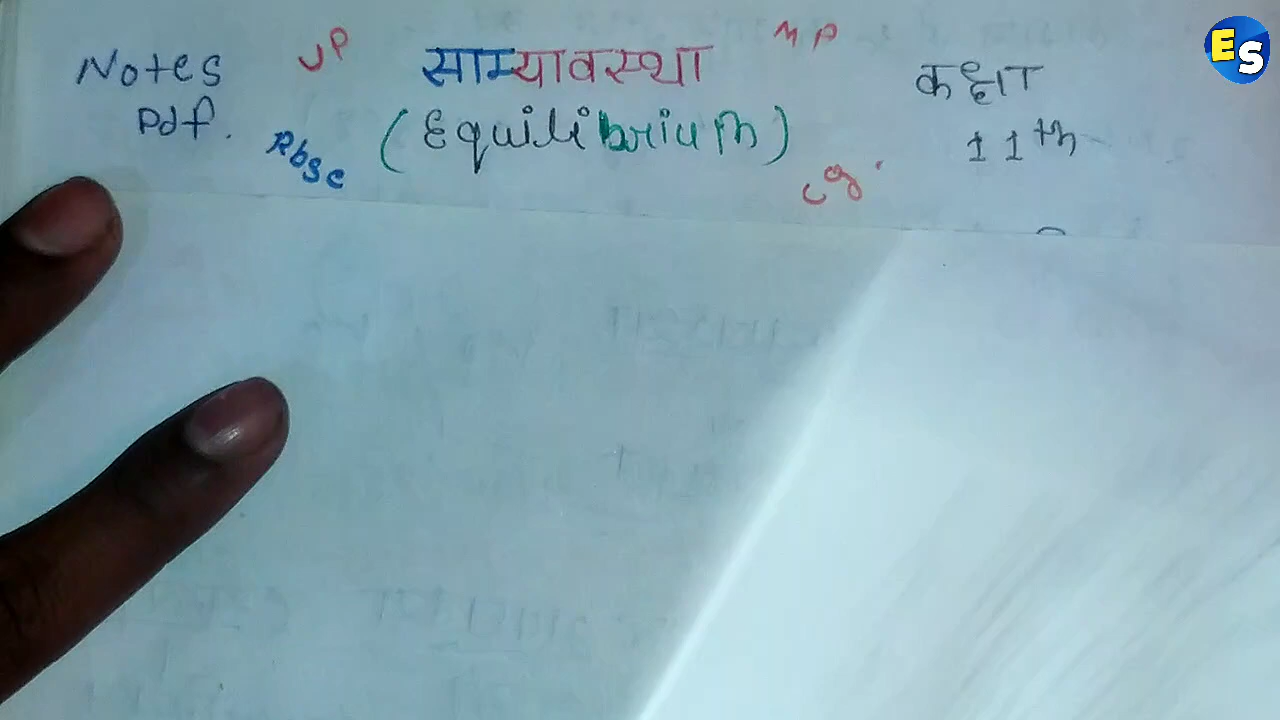 Notes UP साम्यावस्था MP कक्षा
Pdf. Rbse (Equilibrium) cg. 11th
ES